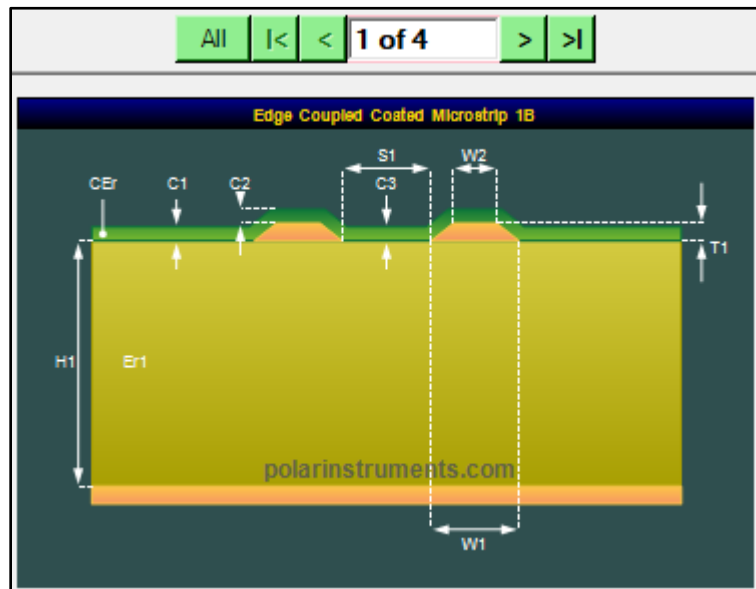 All |< < 1 of 4 > >|
Edge Coupled Coated Microstrip 1B
S1 W2
CEr C1 C2 C3
T1
H1 Er1
polarinstruments.com
W1